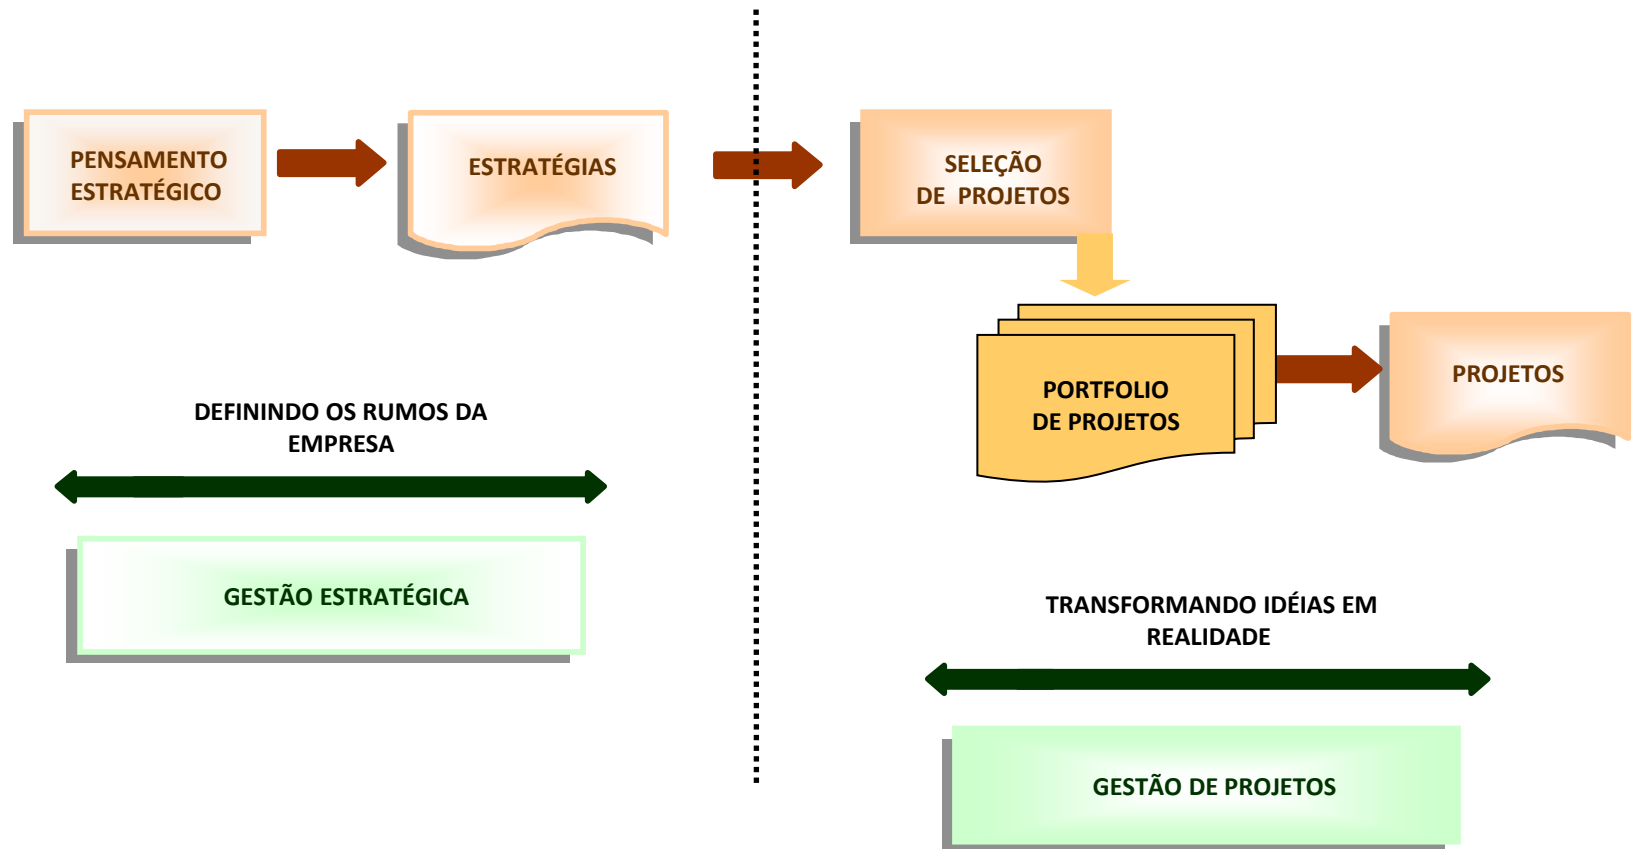 PENSAMENTO
ESTRATÉGICO
ESTRATÉGIAS
SELEÇÃO
DE PROJETOS
PORTFOLIO
DE PROJETOS
PROJETOS
DEFININDO OS RUMOS DA
EMPRESA
GESTÃO ESTRATÉGICA
TRANSFORMANDO IDÉIAS EM
REALIDADE
GESTÃO DE PROJETOS